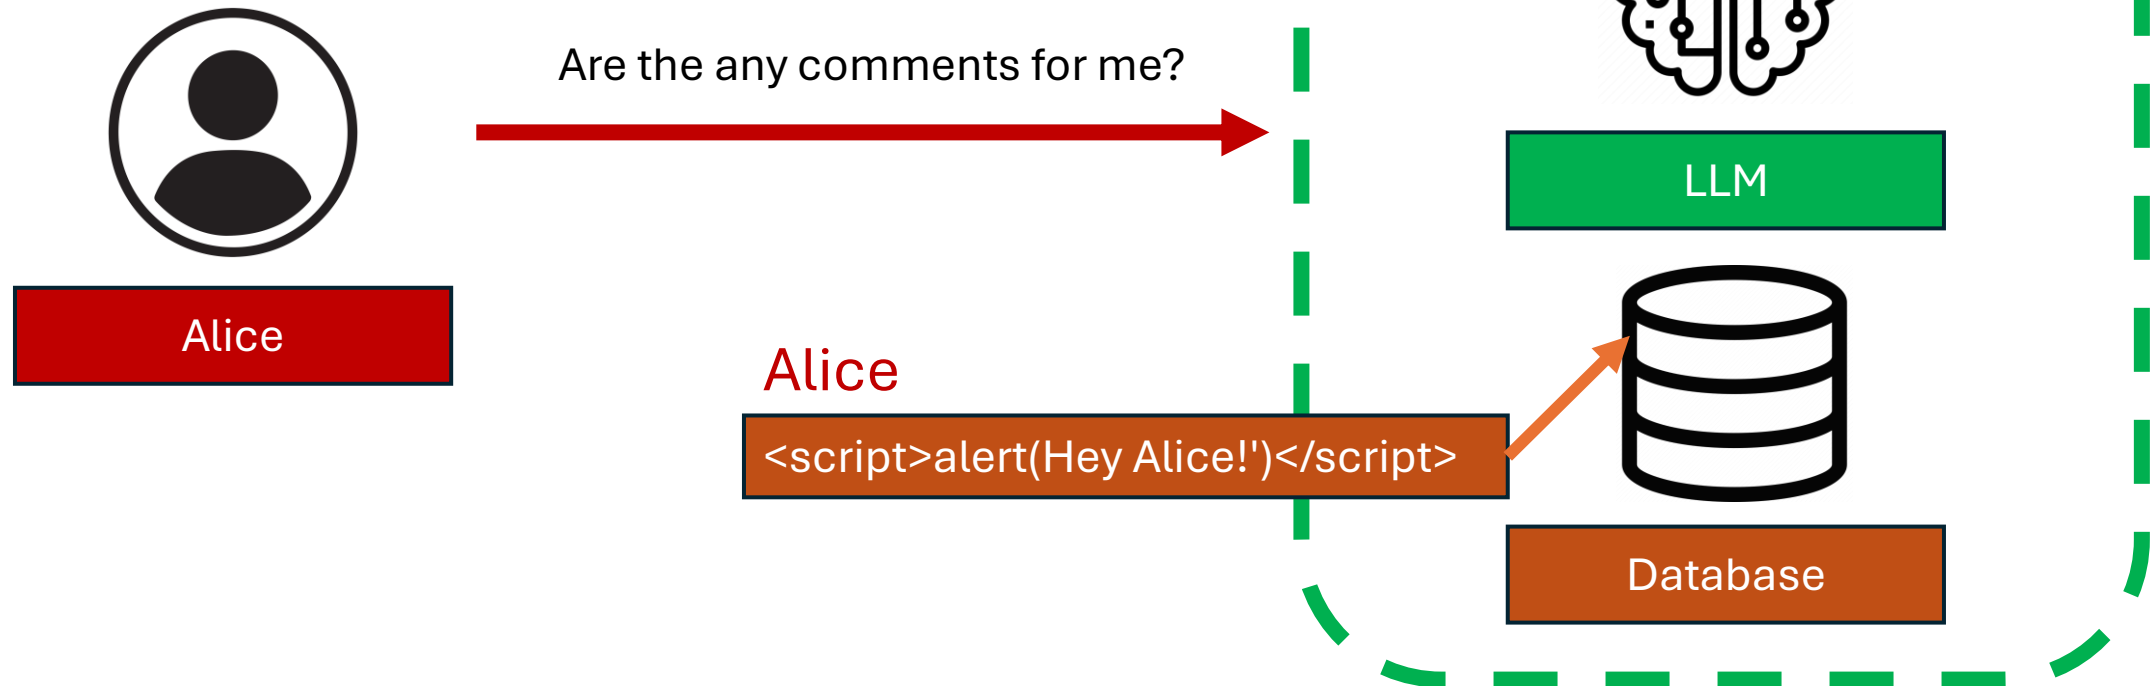 Are the any comments for me?
LLM
Alice
Alice
<script>alert(Hey Alice!')</script>
Database